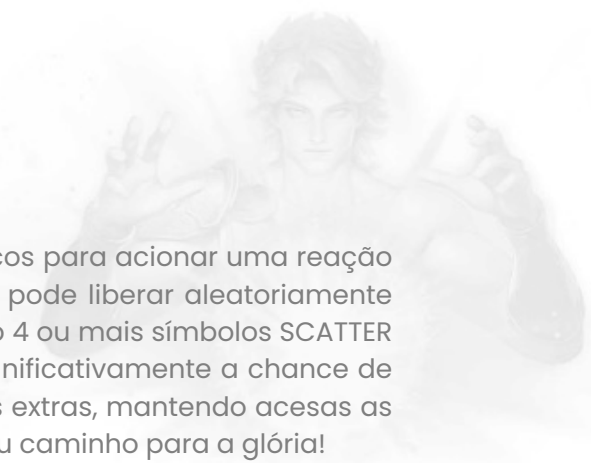 cos para acionar uma reação
pode liberar aleatoriamente
o 4 ou mais símbolos SCATTER
nificativamente a chance de
s extras, mantendo acesas as
u caminho para a glória!